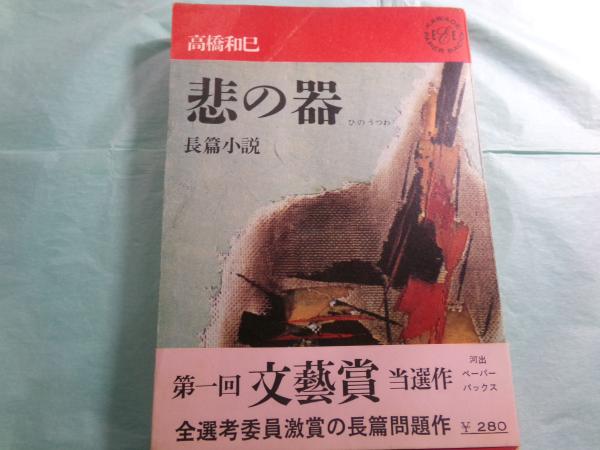 高橋和巳
KAWADE PAPER BACKS
悲の器
ひのうつわ
長篇小説
第一回 文藝賞 当選作
河出
ペーパー
バックス
全選考委員激賞の長篇問題作
¥280